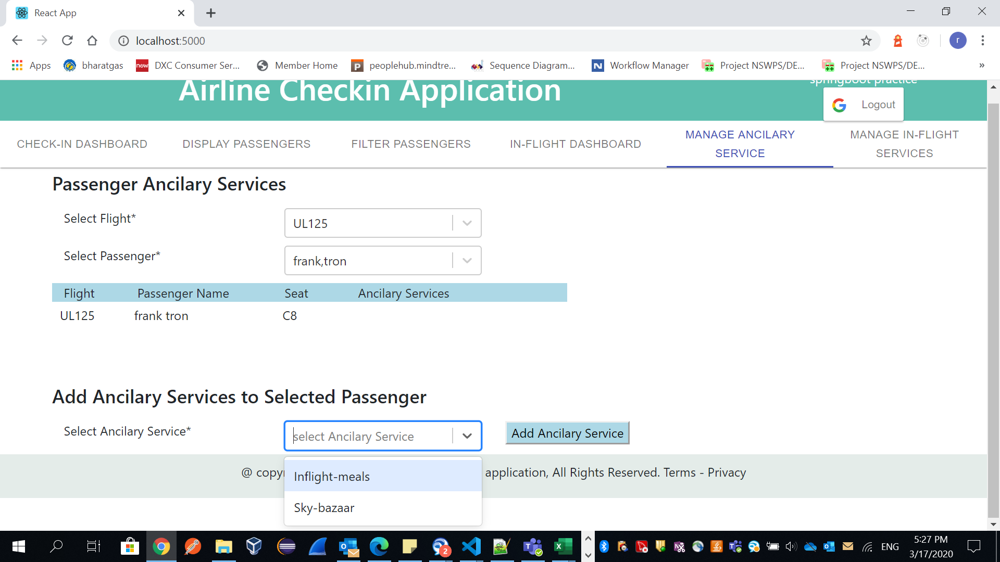 React App
localhost:5000
r
Apps
bharatgas
now
DXC Consumer Ser...
Member Home
peoplehub.mindtre...
Sequence Diagram...
Workflow Manager
Project NSWPS/DE...
Project NSWPS/DE...
Airline Checkin Application
springboot practice
Logout
CHECK-IN DASHBOARD
DISPLAY PASSENGERS
FILTER PASSENGERS
IN-FLIGHT DASHBOARD
MANAGE ANCILARY
SERVICE
MANAGE IN-FLIGHT
SERVICES
Passenger Ancilary Services
Select Flight*
UL125
Select Passenger*
frank,tron
Flight Passenger Name Seat Ancilary Services
UL125 frank tron C8
Add Ancilary Services to Selected Passenger
Select Ancilary Service*
select Ancilary Service
Add Ancilary Service
@ copy
application, All Rights Reserved. Terms - Privacy
Inflight-meals
Sky-bazaar
2
ENG
5:27 PM
3/17/2020